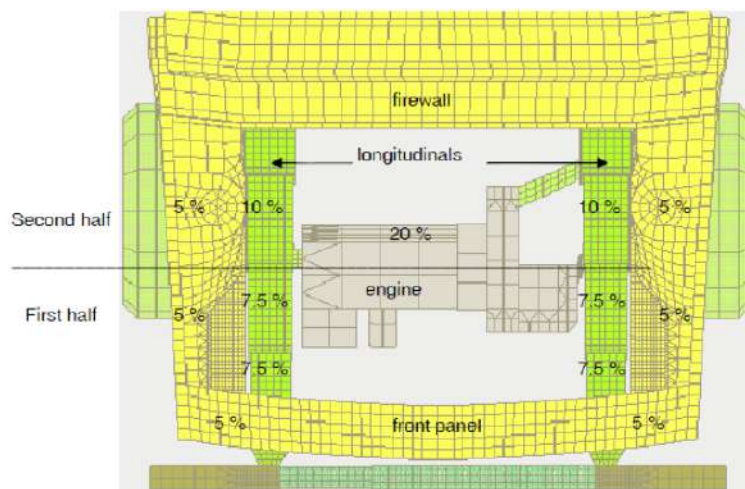 firewall
longitudinals
5 % 10 % 10 % 5 %
Second half
20 %
engine
7.5 % 7.5 %
First half
5 % 5 %
7.5 % 7.5 %
5 % front panel 5 %